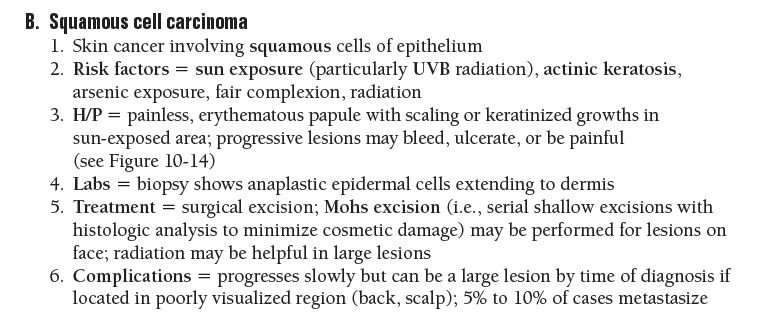 B. Squamous cell carcinoma
1. Skin cancer involving squamous cells of epithelium
2. Risk factors = sun exposure (particularly UVB radiation), actinic keratosis,
arsenic exposure, fair complexion, radiation
3. H/P = painless, erythematous papule with scaling or keratinized growths in
sun-exposed area; progressive lesions may bleed, ulcerate, or be painful
(see Figure 10-14)
4. Labs = biopsy shows anaplastic epidermal cells extending to dermis
5. Treatment = surgical excision; Mohs excision (i.e., serial shallow excisions with
histologic analysis to minimize cosmetic damage) may be performed for lesions on
face; radiation may be helpful in large lesions
6. Complications = progresses slowly but can be a large lesion by time of diagnosis if
located in poorly visualized region (back, scalp); 5% to 10% of cases metastasize